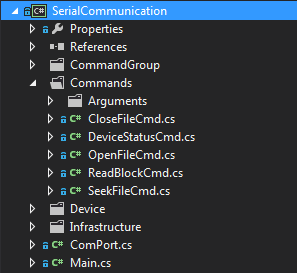 C# SerialCommunication
Properties
References
CommandGroup
Commands
Arguments
C# CloseFileCmd.cs
C# DeviceStatusCmd.cs
C# OpenFileCmd.cs
C# ReadBlockCmd.cs
C# SeekFileCmd.cs
Device
Infrastructure
C# ComPort.cs
C# Main.cs